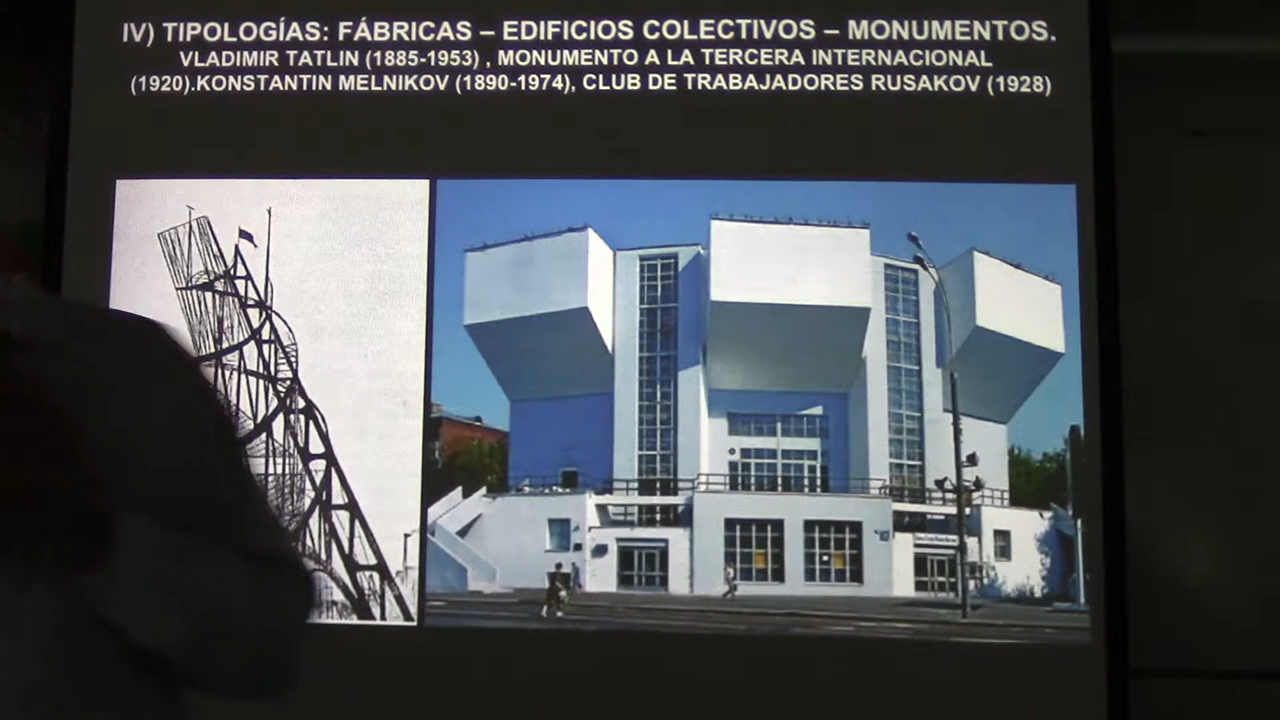 IV) TIPOLOGÍAS: FÁBRICAS – EDIFICIOS COLECTIVOS – MONUMENTOS.
VLADIMIR TATLIN (1885-1953) , MONUMENTO A LA TERCERA INTERNACIONAL
(1920).KONSTANTIN MELNIKOV (1890-1974), CLUB DE TRABAJADORES RUSAKOV (1928)